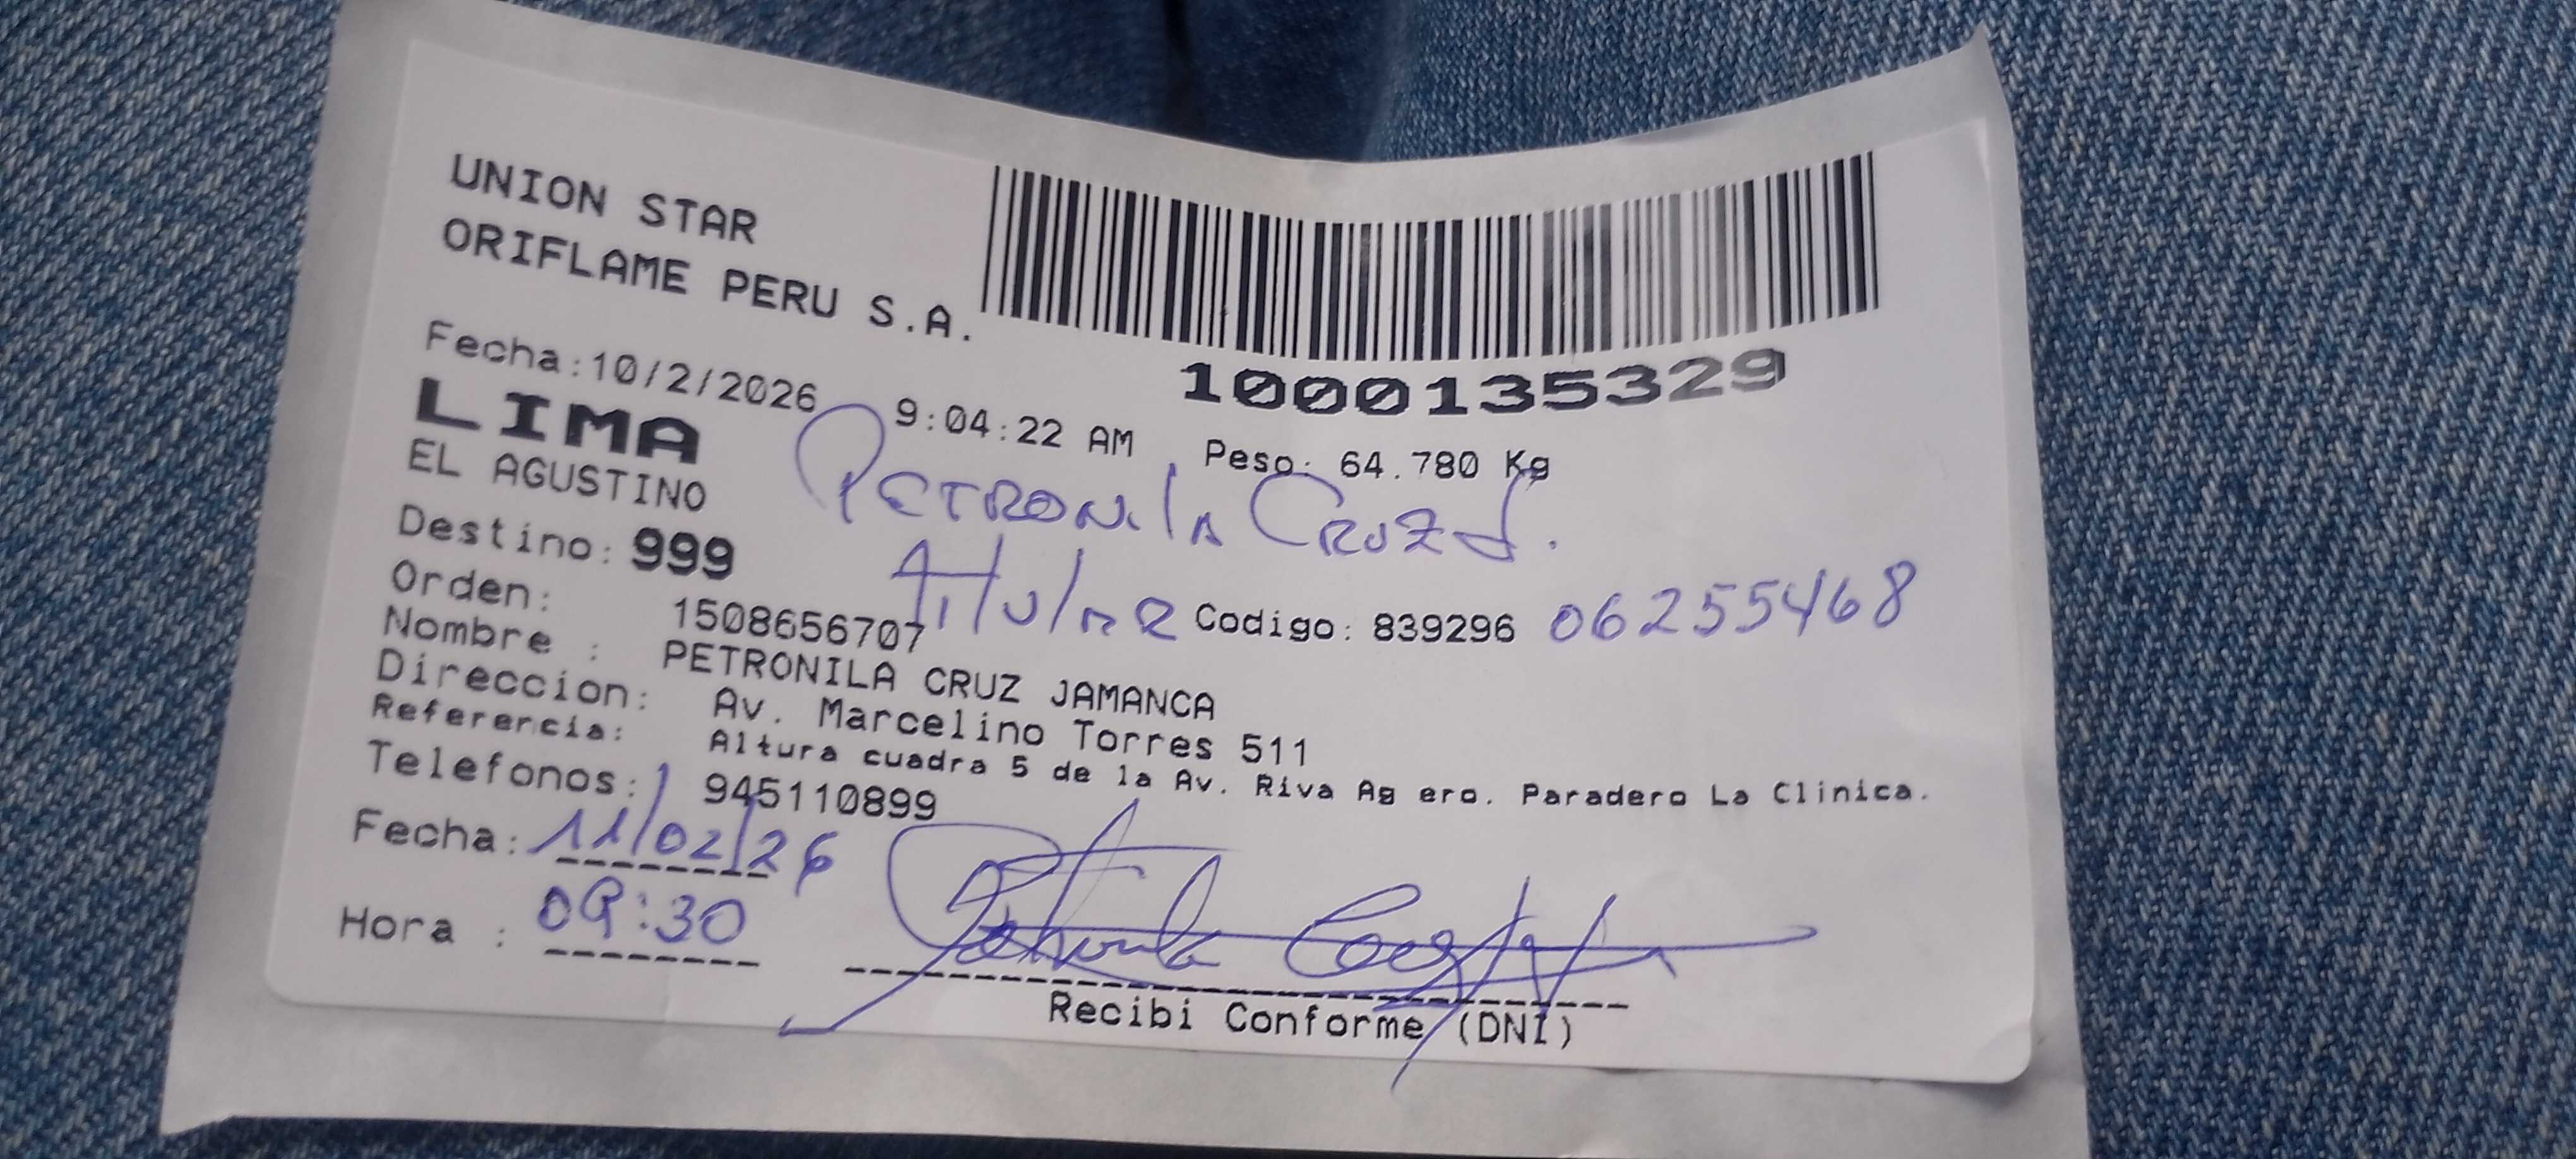 UNION STAR
ORIFLAME PERU S.A.
1000135329
Fecha:10/2/2026 9:04:22 AM Peso: 64.780 Kg
LIMA
EL AGUSTINO
PETRONILA CRUZ J.
Destino: 999
TITULAR
Orden: 1508656707 Codigo: 839296 06255468
Nombre : PETRONILA CRUZ JAMANCA
Direccion: Av. Marcelino Torres 511
Referencia: Altura cuadra 5 de la Av. Riva Ag ero. Paradero La Clinica.
Telefonos: 945110899
Fecha: 11/02/26
Hora : 09:30
Recibi Conforme (DNI)